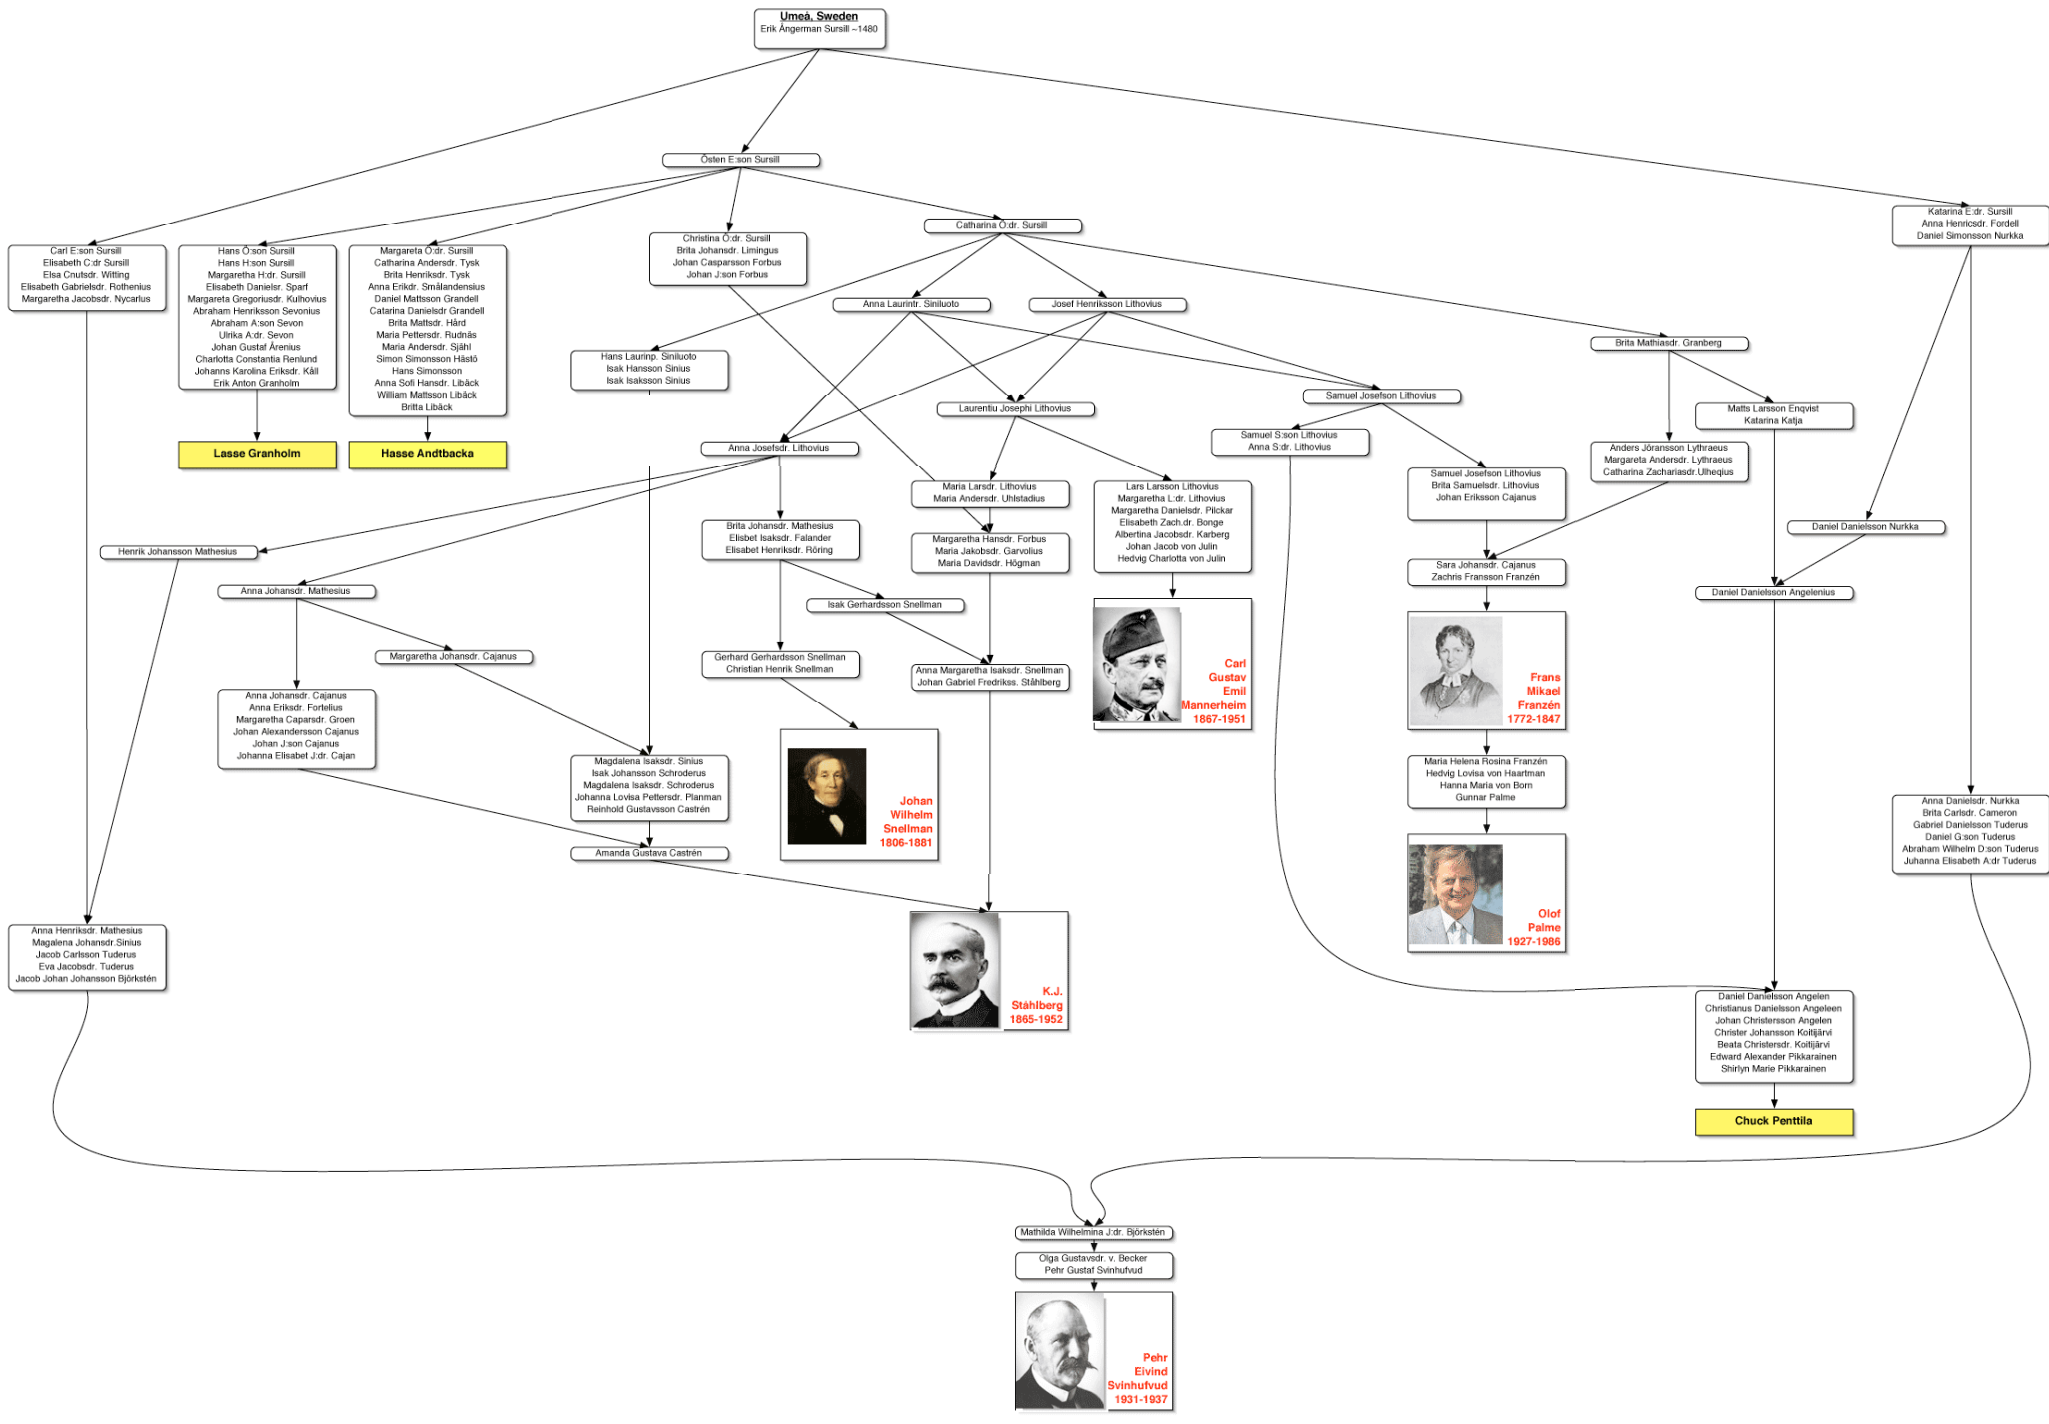 Umeå, Sweden
Erik Ångerman Sursill ~1480
Östen E:son Sursill
Carl E:son Sursill
Elisabeth C:dr Sursill
Elsa Cnutsdr. Witting
Elisabeth Gabrielsdr. Rothenius
Margaretha Jacobsdr. Nycarlus
Hans Ö:son Sursill
Hans H:son Sursill
Margaretha H:dr. Sursill
Elisabeth Danielsr. Sparf
Margareta Gregoriusdr. Kulhovius
Abraham Henriksson Sevonius
Abraham A:son Sevon
Ulrika A:dr. Sevon
Johan Gustaf Årenius
Charlotta Constantia Renlund
Johanns Karolina Eriksdr. Kåll
Erik Anton Granholm
Lasse Granholm
Margareta Ö:dr. Sursill
Catharina Andersdr. Tysk
Brita Henriksdr. Tysk
Anna Erikdr. Smålandensius
Daniel Mattsson Grandell
Catarina Danielsdr Grandell
Brita Mattsdr. Hård
Maria Pettersdr. Rudnäs
Maria Andersdr. Sjåhl
Simon Simonsson Hästö
Hans Simonsson
Anna Sofi Hansdr. Libäck
William Mattsson Libäck
Britta Libäck
Hasse Andtbacka
Christina Ö:dr. Sursill
Brita Johansdr. Limingus
Johan Casparsson Forbus
Johan J:son Forbus
Catharina Ö:dr. Sursill
Katarina E:dr. Sursill
Anna Henricsdr. Fordell
Daniel Simonsson Nurkka
Anna Laurintr. Siniluoto
Josef Henriksson Lithovius
Brita Mathiasdr. Granberg
Hans Laurinp. Siniluoto
Isak Hansson Sinius
Isak Isaksson Sinius
Laurentiu Josephi Lithovius
Samuel Josefson Lithovius
Matts Larsson Enqvist
Katarina Katja
Anna Josefsdr. Lithovius
Samuel S:son Lithovius
Anna S:dr. Lithovius
Anders Jöransson Lythraeus
Margareta Andersdr. Lythraeus
Catharina Zachariasdr.Ulheqius
Maria Larsdr. Lithovius
Maria Andersdr. Uhlstadius
Lars Larsson Lithovius
Margaretha L:dr. Lithovius
Margaretha Danielsdr. Pilckar
Elisabeth Zach.dr. Bonge
Albertina Jacobsdr. Karberg
Johan Jacob von Julin
Hedvig Charlotta von Julin
Samuel Josefson Lithovius
Brita Samuelsdr. Lithovius
Johan Eriksson Cajanus
Daniel Danielsson Nurkka
Henrik Johansson Mathesius
Brita Johansdr. Mathesius
Elisbet Isaksdr. Falander
Elisabet Henriksdr. Röring
Margaretha Hansdr. Forbus
Maria Jakobsdr. Garvolius
Maria Davidsdr. Högman
Sara Johansdr. Cajanus
Zachris Fransson Franzén
Anna Johansdr. Mathesius
Isak Gerhardsson Snellman
Daniel Danielsson Angelenius
Margaretha Johansdr. Cajanus
Gerhard Gerhardsson Snellman
Christian Henrik Snellman
Anna Margretha Isaksdr. Snellman
Johan Gabriel Fredrikss. Ståhlberg
Carl
Gustav
Emil
Mannerheim
1867-1951
Frans
Mikael
Franzén
1772-1847
Anna Johansdr. Cajanus
Anna Eriksdr. Fortelius
Margaretha Caparsdr. Groen
Johan Alexandersson Cajanus
Johan J:son Cajanus
Johanna Elisabet J:dr. Cajan
Magdalena Isaksdr. Sinius
Isak Johansson Schroderus
Magdalena Isaksdr. Schroderus
Johanna Lovisa Pettersdr. Planman
Reinhold Gustavsson Castrén
Johan
Wilhelm
Snellman
1806-1881
Maria Helena Rosina Franzén
Hedvig Lovisa von Haartman
Hanna Maria von Born
Gunnar Palme
Anna Danielsdr. Nurkka
Brita Carlsdr. Cameron
Gabriel Danielsson Tuderus
Daniel G:son Tuderus
Abraham Wilhelm D:son Tuderus
Juhanna Elisabeth A:dr Tuderus
Amanda Gustava Castrén
Olof
Palme
1927-1986
Anna Henriksdr. Mathesius
Magalena Johansdr.Sinius
Jacob Carlsson Tuderus
Eva Jacobsdr. Tuderus
Jacob Johan Johansson Björkstén
K.J.
Ståhlberg
1865-1952
Daniel Danielsson Angelen
Christianus Danielsson Angeleen
Johan Christersson Angelen
Christer Johansson Koitijärvi
Beata Christersdr. Koitijärvi
Edward Alexander Pikkarainen
Shirlyn Marie Pikkarainen
Chuck Penttila
Mathilda Wilhelmina J:dr. Björkstén
Olga Gustavsdr. v. Becker
Pehr Gustaf Svinhufvud
Pehr
Eivind
Svinhufvud
1931-1937